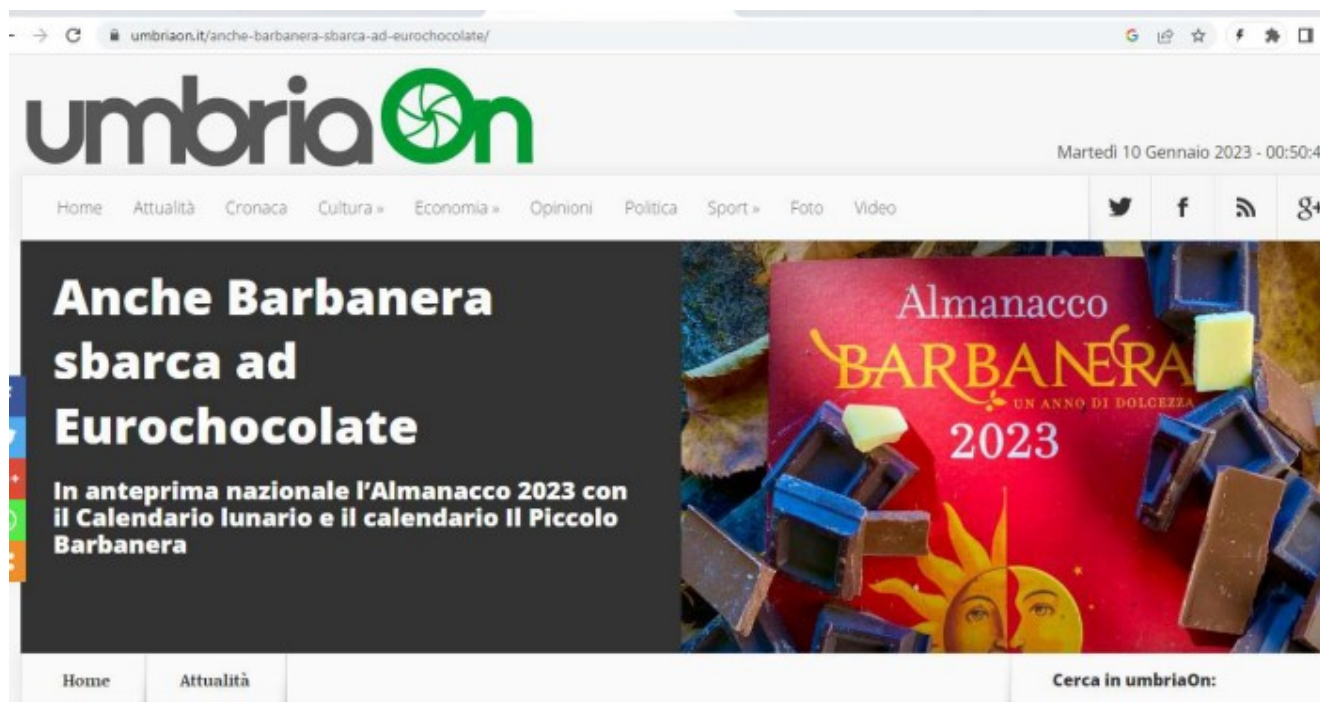 umbriaon.it/anche-barbanera-sbarca-ad-eurochocolate/
umbriaOn
Martedì 10 Gennaio 2023 - 00:50:4
Home Attualità Cronaca Cultura » Economia » Opinioni Politica Sport » Foto Video
Anche Barbanera
sbarca ad
Eurochocolate
In anteprima nazionale l’Almanacco 2023 con
il Calendario lunario e il calendario Il Piccolo
Barbanera
Almanacco
BARBANERA
UN ANNO DI DOLCEZZA
2023
Home Attualità
Cerca in umbriaOn: